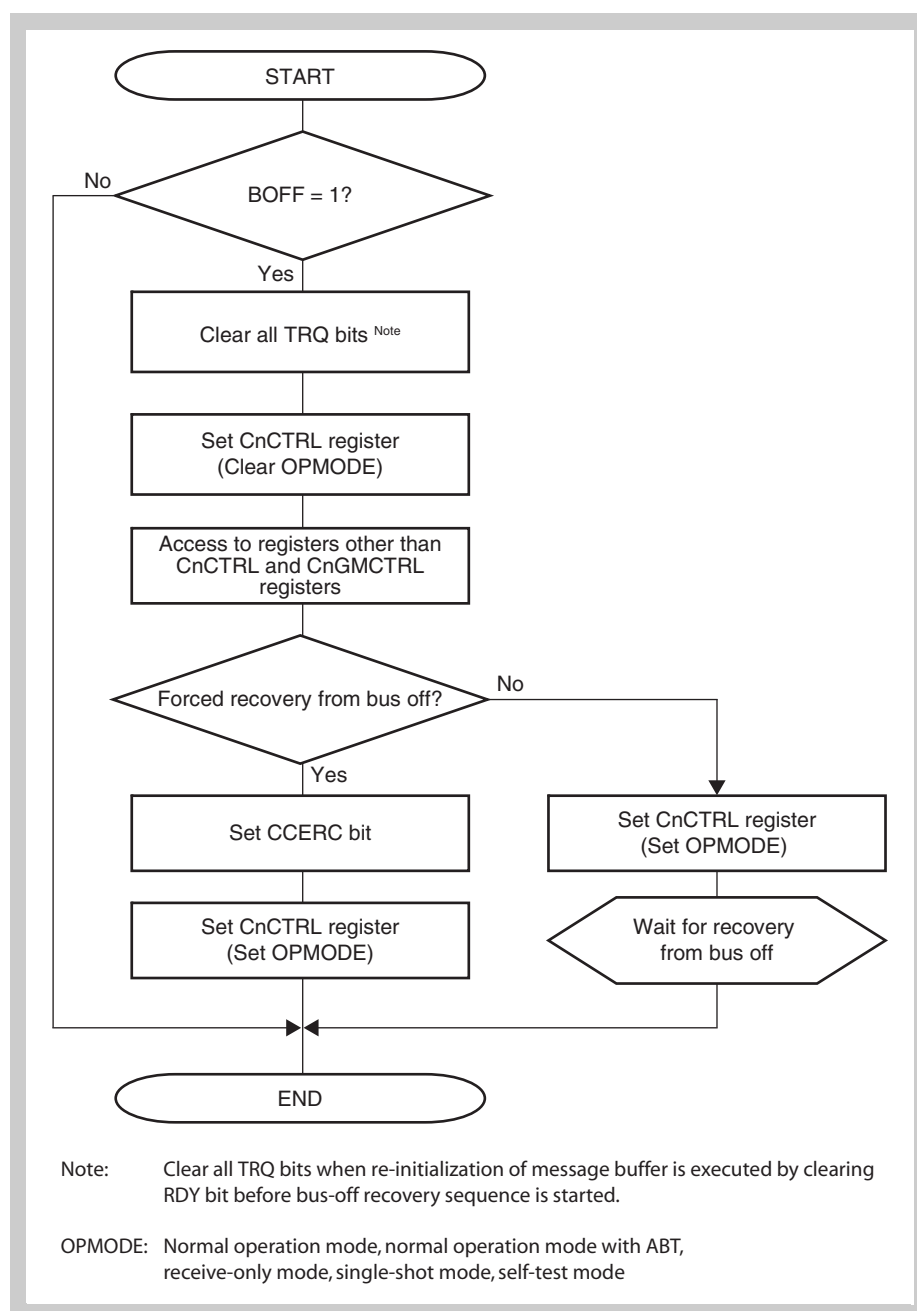 START
No
BOFF = 1?
Yes
Clear all TRQ bits Note
Set CnCTRL register
(Clear OPMODE)
Access to registers other than
CnCTRL and CnGMCTRL
registers
Forced recovery from bus off?
No
Yes
Set CCERC bit
Set CnCTRL register
(Set OPMODE)
Set CnCTRL register
(Set OPMODE)
Wait for recovery
from bus off
END
Note: Clear all TRQ bits when re-initialization of message buffer is executed by clearing
RDY bit before bus-off recovery sequence is started.
OPMODE: Normal operation mode, normal operation mode with ABT,
receive-only mode, single-shot mode, self-test mode